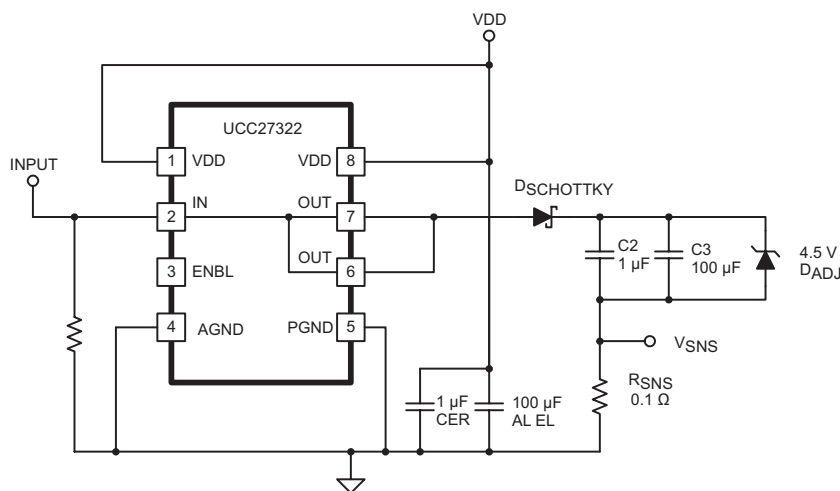 VDD
UCC27322
INPUT
1
VDD
VDD
8
DSCHOTTKY
2
IN
OUT
7
C2
1 µF
C3
100 µF
4.5 V
DADJ
3
ENBL
OUT
6
4
AGND
PGND
5
VSNS
RSNS
0.1 Ω
1 µF
CER
100 µF
AL EL